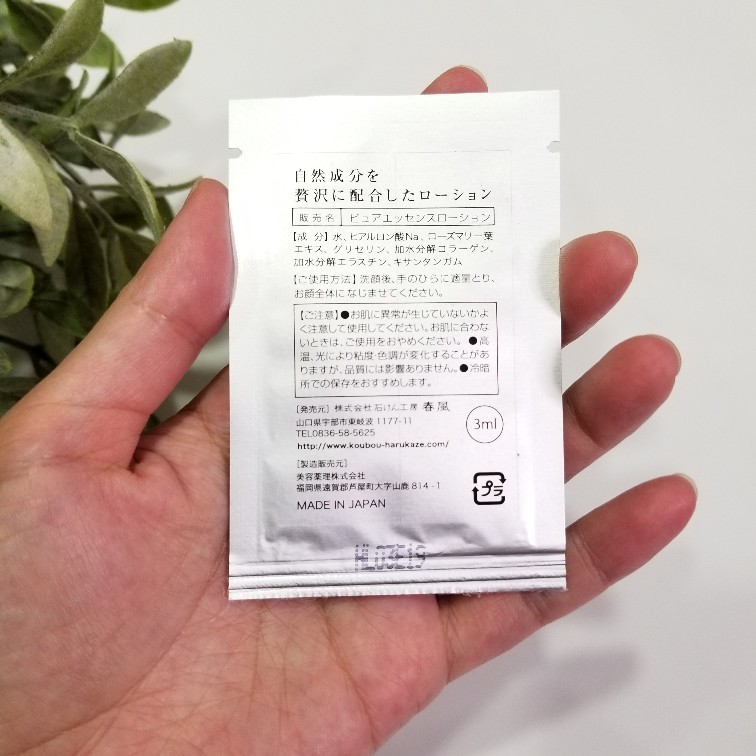 自然成分を
贅沢に配合したローション
販売名 ピュアエッセンスローション
【成 分】水、ヒアルロン酸Na、ローズマリー葉
エキス、グリセリン、加水分解コラーゲン、
加水分解エラスチン、キサンタンガム
【ご使用方法】洗顔後、手のひらに適量とり、
お顔全体になじませてください。
【ご注意】●お肌に異常が生じていないかよ
く注意して使用してください。お肌に合わな
いときは、ご使用をおやめください。 ●高
温、光により粘度・色調が変化することがあ
りますが、品質には影響ありません。●冷暗
所での保存をおすすめします。
[発売元] 株式会社 石けん工房 春風
山口県宇部市東岐波 1177-11
TEL0836-58-5625
http://www.koubou-harukaze.com/
3ml
[製造販売元]
美容薬理株式会社
福岡県遠賀郡芦屋町大字山鹿 814-1
MADE IN JAPAN
プラ
HL03E19